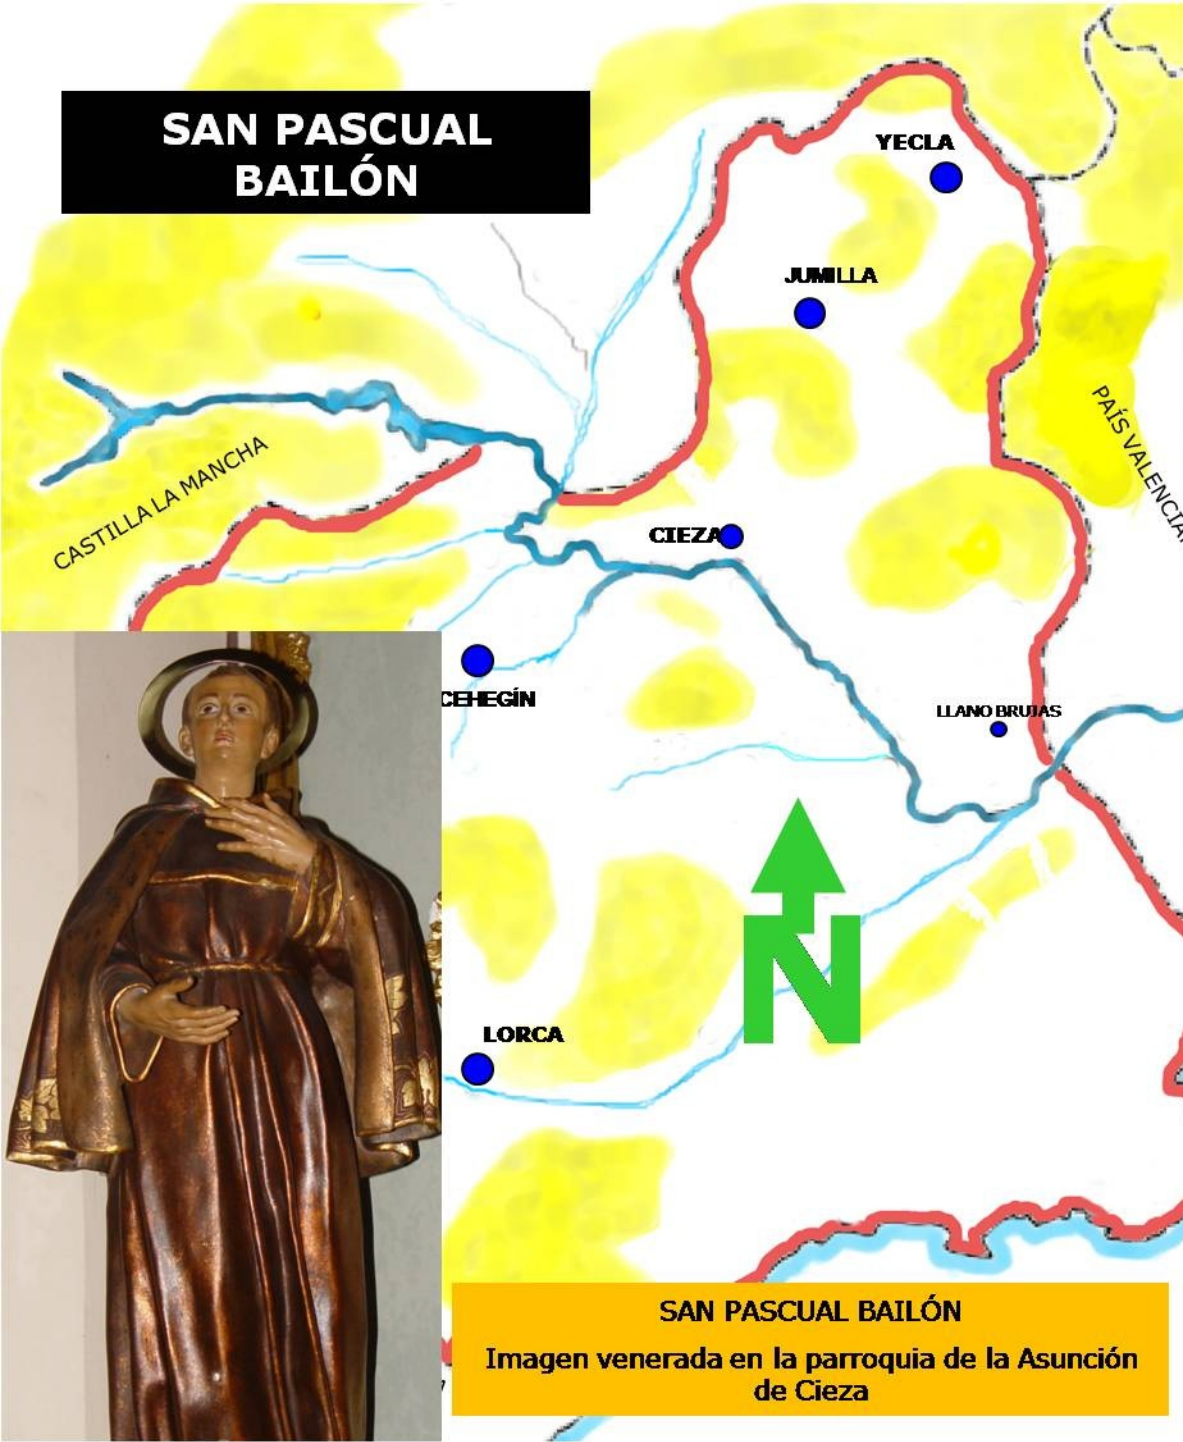 SAN PASCUAL
BAILÓN
YECLA
JUMILLA
CASTILLA LA MANCHA
PAÍS VALENCIA
CIEZA
CEHEGÍN
LLANO BRUJAS
N
LORCA
SAN PASCUAL BAILÓN
Imagen venerada en la parroquia de la Asunción
de Cieza